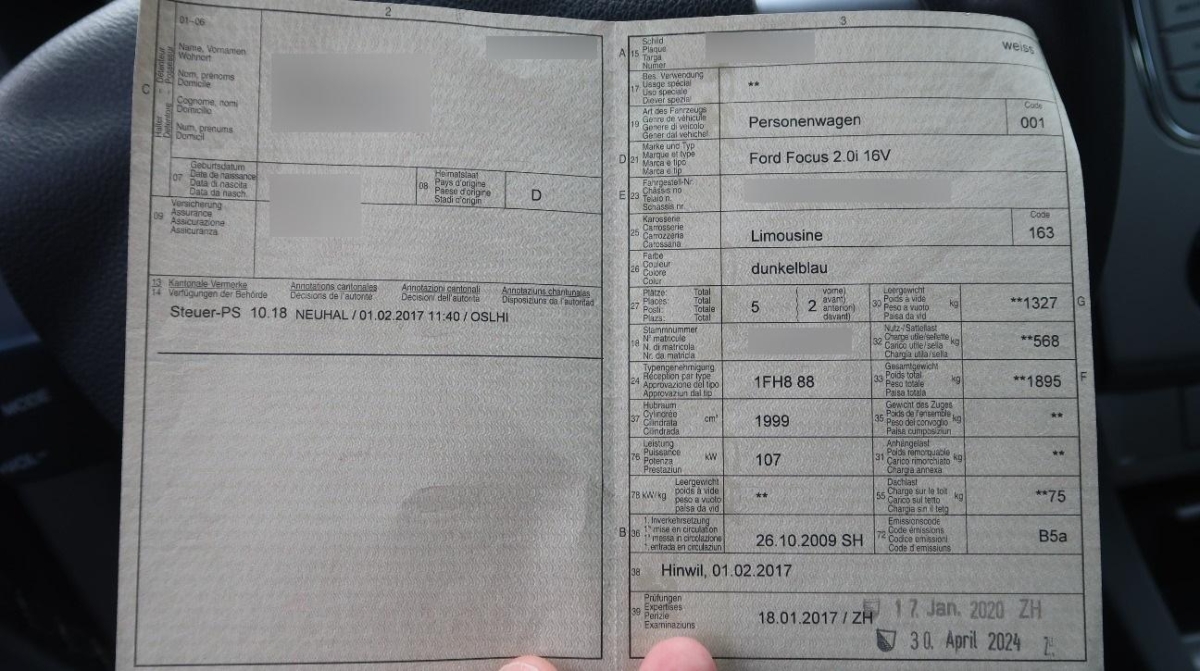 2
01-06
Name, Vornamen
Wohnort
Nom, prénoms
Domicile
Cognome, nomi
Domicilio
Num, prenums
Domicil
C
07
Geburtsdatum
Date de naissance
Data di nascita
Data da nasch.
08
Heimatstaat
Pays d'origine
Paese d'origine
Stadi d'origin
D
09
Versicherung
Assurance
Assicurazione
Assicuranza
13 Kantonale Vermerke Annotations cantonales Annotazioni cantonali Annotaziuns chantunalas
14 Verfügungen der Behörde Décisions de l'autorité Decisioni dell'autorità Disposiziuns da l'autoritad
Steuer-PS 10.18 NEUHAL / 01.02.2017 11:40 / OSLHI
3
A 15
Schild
Plaque
Targa
Numer
weiss
17
Bes. Verwendung
Usage spécial
Uso speciale
Diever spezial
**
19
Art des Fahrzeugs
Genre de véhicule
Genere di veicolo
Gener dal vehichel
Personenwagen
Code
001
D 21
Marke und Typ
Marque et type
Marca e tipo
Marca e tip
Ford Focus 2.0i 16V
E 23
Fahrgestell-Nr.
Châssis no
Telaio n.
Schassis nr.
25
Karosserie
Carrosserie
Carrozzeria
Carossaria
Limousine
Code
163
26
Farbe
Couleur
Colore
Colur
dunkelblau
27
Plätze: Total
Places: Total
Posti: Totale
Plazs: Total
5
2
vorne)
avant)
anteriori)
davant)
30
Leergewicht
Poids à vide
Peso a vuoto
Paisa da vid
kg
**1327
G
18
Stammnummer
N° matricule
N. di matricola
Nr. da matricla
32
Nutz-/Sattellast
Charge utile/sellette
Carico utile/sella
Chargia utila/sella
kg
**568
24
Typengenehmigung
Réception par type
Approvazione del tipo
Approvaziun dal tip
1FH8 88
33
Gesamtgewicht
Poids total
Peso totale
Paisa totala
kg
**1895
F
37
Hubraum
Cylindrée
Cilindrata
Cilindrada
cm³
1999
35
Gewicht des Zuges
Poids de l'ensemble
Peso del convoglio
Paisa cumposiziun
kg
**
76
Leistung
Puissance
Potenza
Prestaziun
kW
107
31
Anhängelast
Poids remorquable
Carico rimorchiato
Chargia annexa
kg
**
78 kW/kg
Leergewicht
poids à vide
peso a vuoto
paisa da vid
**
55
Dachlast
Charge sur le toit
Carico sul tetto
Chargia sin il tetg
kg
**75
B 36
1. Inverkehrsetzung
1re mise en circulation
1a messa in circolazione
1. entrada en circulaziun
26.10.2009 SH
72
Emissionscode
Code émissions
Codice emissioni
Code d'emissiuns
B5a
38
Hinwil, 01.02.2017
39
Prüfungen
Expertises
Perizie
Examinaziuns
18.01.2017 / ZH
17. Jan. 2020 ZH
30. April 2024
MODE